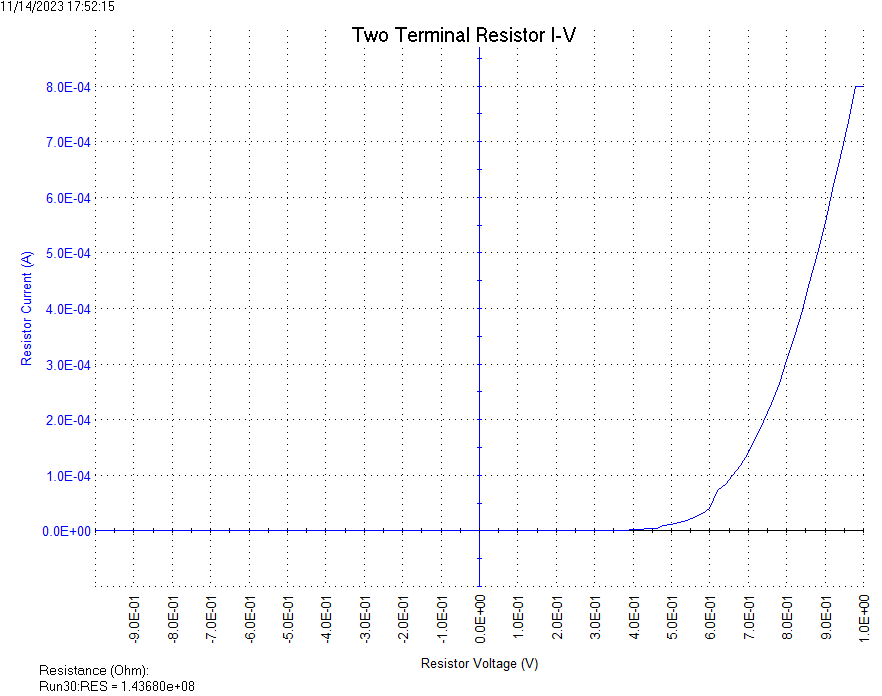 11/14/2023 17:52:15
Two Terminal Resistor I-V
8.0E-04
7.0E-04
6.0E-04
5.0E-04
4.0E-04
3.0E-04
2.0E-04
1.0E-04
0.0E+00
Resistor Current (A)
-9.0E-01
-8.0E-01
-7.0E-01
-6.0E-01
-5.0E-01
-4.0E-01
-3.0E-01
-2.0E-01
-1.0E-01
0.0E+00
1.0E-01
2.0E-01
3.0E-01
4.0E-01
5.0E-01
6.0E-01
7.0E-01
8.0E-01
9.0E-01
1.0E+00
Resistor Voltage (V)
Resistance (Ohm):
Run30:RES = 1.43680e+08